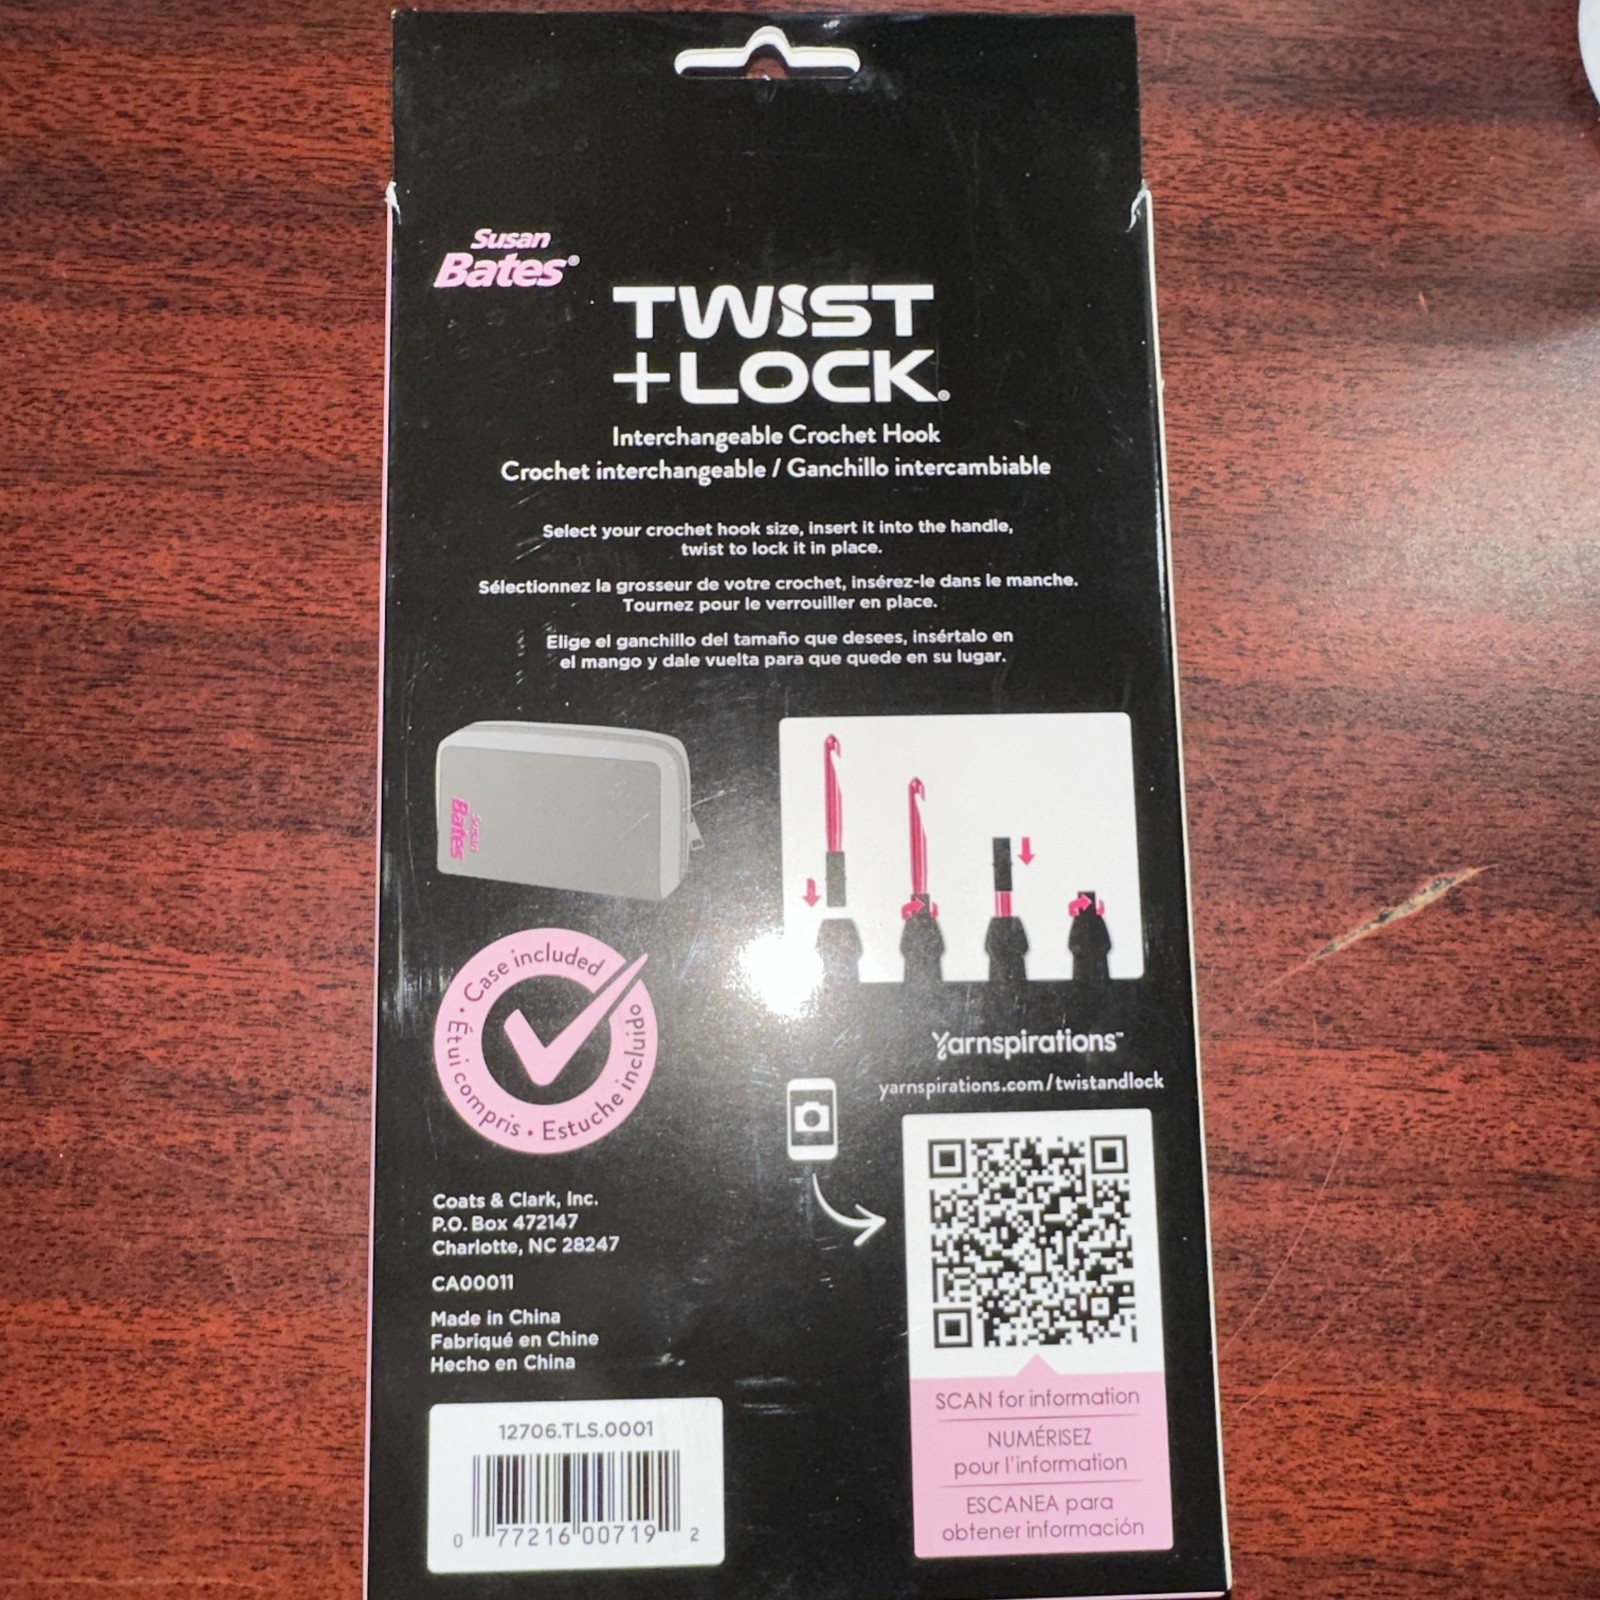 Susan
Bates®
TWIST
+LOCK®
Interchangeable Crochet Hook
Crochet interchangeable / Ganchillo intercambiable
Select your crochet hook size, insert it into the handle,
twist to lock it in place.
Sélectionnez la grosseur de votre crochet, insérez-le dans le manche.
Tournez pour le verrouiller en place.
Elige el ganchillo del tamaño que desees, insértalo en
el mango y dale vuelta para que quede en su lugar.
Susan
Bates
Case included
• Étui compris • Estuche incluido
Yarnspirations™
yarnspirations.com/twistandlock
Coats & Clark, Inc.
P.O. Box 472147
Charlotte, NC 28247
CA00011
Made in China
Fabriqué en Chine
Hecho en China
12706.TLS.0001
0 77216 00719 2
SCAN for information
NUMÉRISEZ
pour l'information
ESCANEA para
obtener información